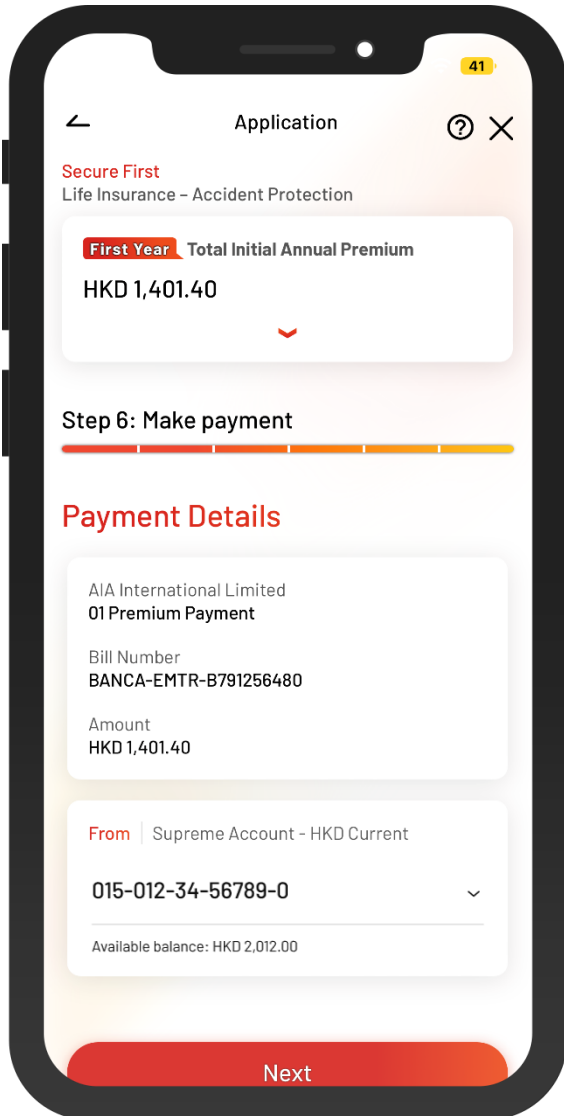 41
Application
Secure First
Life Insurance – Accident Protection
First Year Total Initial Annual Premium
HKD 1,401.40
Step 6: Make payment
Payment Details
AIA International Limited
01 Premium Payment
Bill Number
BANCA-EMTR-B791256480
Amount
HKD 1,401.40
From Supreme Account - HKD Current
015-012-34-56789-0
Available balance: HKD 2,012.00
Next